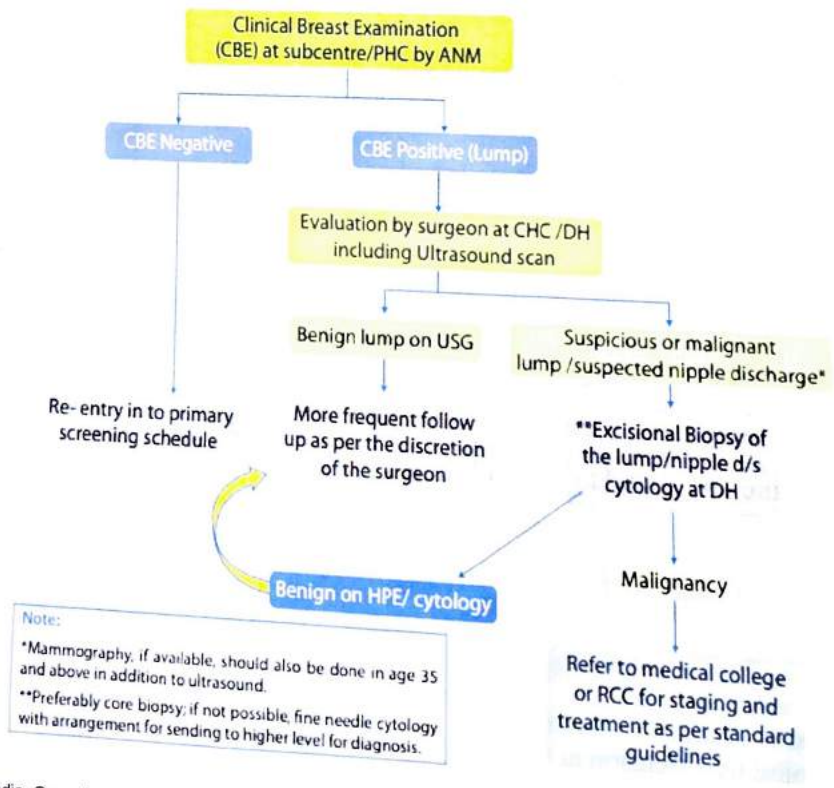 Clinical Breast Examination
(CBE) at subcentre/PHC by ANM
CBE Negative
CBE Positive (Lump)
Evaluation by surgeon at CHC /DH
including Ultrasound scan
Benign lump on USG
Suspicious or malignant
lump /suspected nipple discharge*
Re- entry in to primary
screening schedule
More frequent follow
up as per the discretion
of the surgeon
**Excisional Biopsy of
the lump/nipple d/s
cytology at DH
Benign on HPE/ cytology
Malignancy
Refer to medical college
or RCC for staging and
treatment as per standard
guidelines
Note:
*Mammography, if available, should also be done in age 35
and above in addition to ultrasound.
**Preferably core biopsy; if not possible, fine needle cytology
with arrangement for sending to higher level for diagnosis.